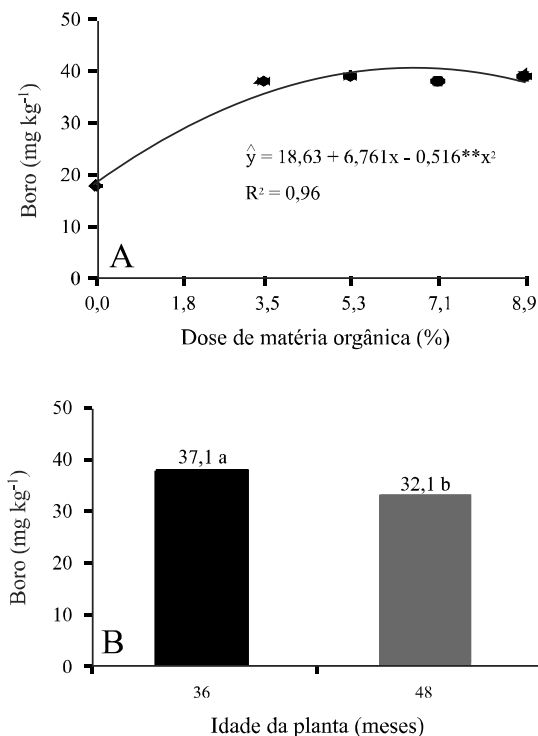 50
40
30
20
10
0
Boro (mg kg⁻¹)
ŷ = 18,63 + 6,761x - 0,516**x²
R² = 0,96
A
0,0 1,8 3,5 5,3 7,1 8,9
Dose de matéria orgânica (%)
50
40
30
20
10
0
Boro (mg kg⁻¹)
37,1 a
32,1 b
B
36 48
Idade da planta (meses)